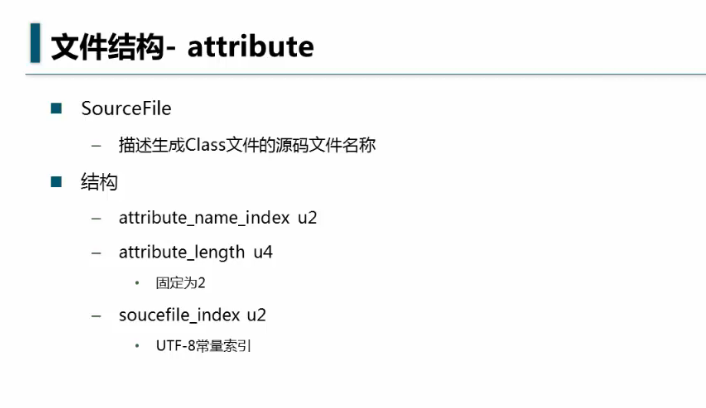 文件结构- attribute
SourceFile
– 描述生成Class文件的源码文件名称
结构
– attribute_name_index u2
– attribute_length u4
• 固定为2
– soucefile_index u2
• UTF-8常量索引